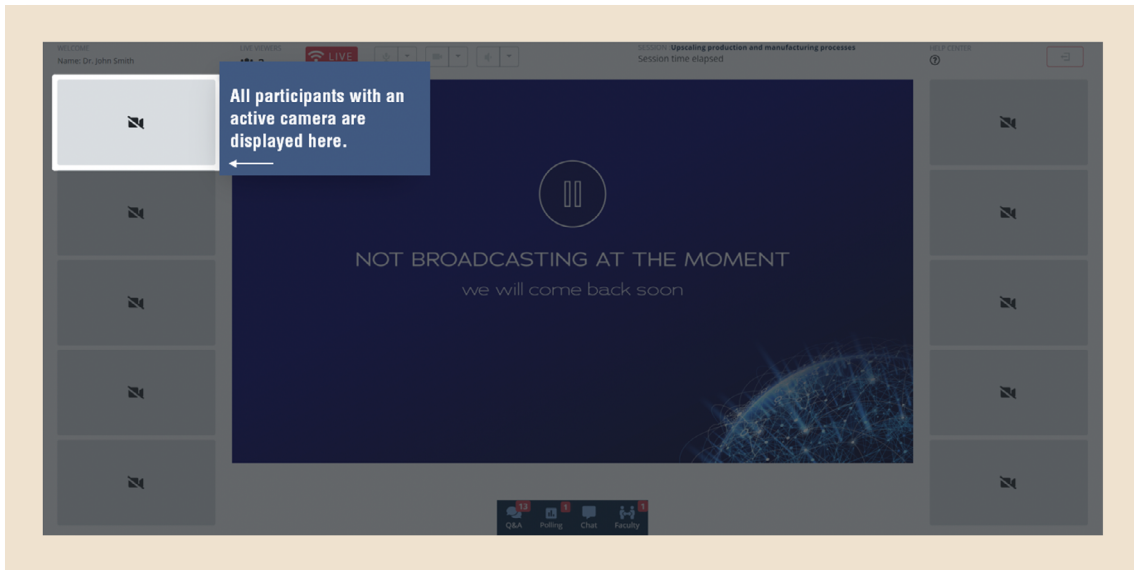 WELCOME
Name: Dr. John Smith
LIVE VIEWERS
LIVE
SESSION: Upscaling production and manufacturing processes
Session time elapsed
HELP CENTER
All participants with an
active camera are
displayed here.
NOT BROADCASTING AT THE MOMENT
we will come back soon
13
1
1
Q&A
Polling
Chat
Faculty